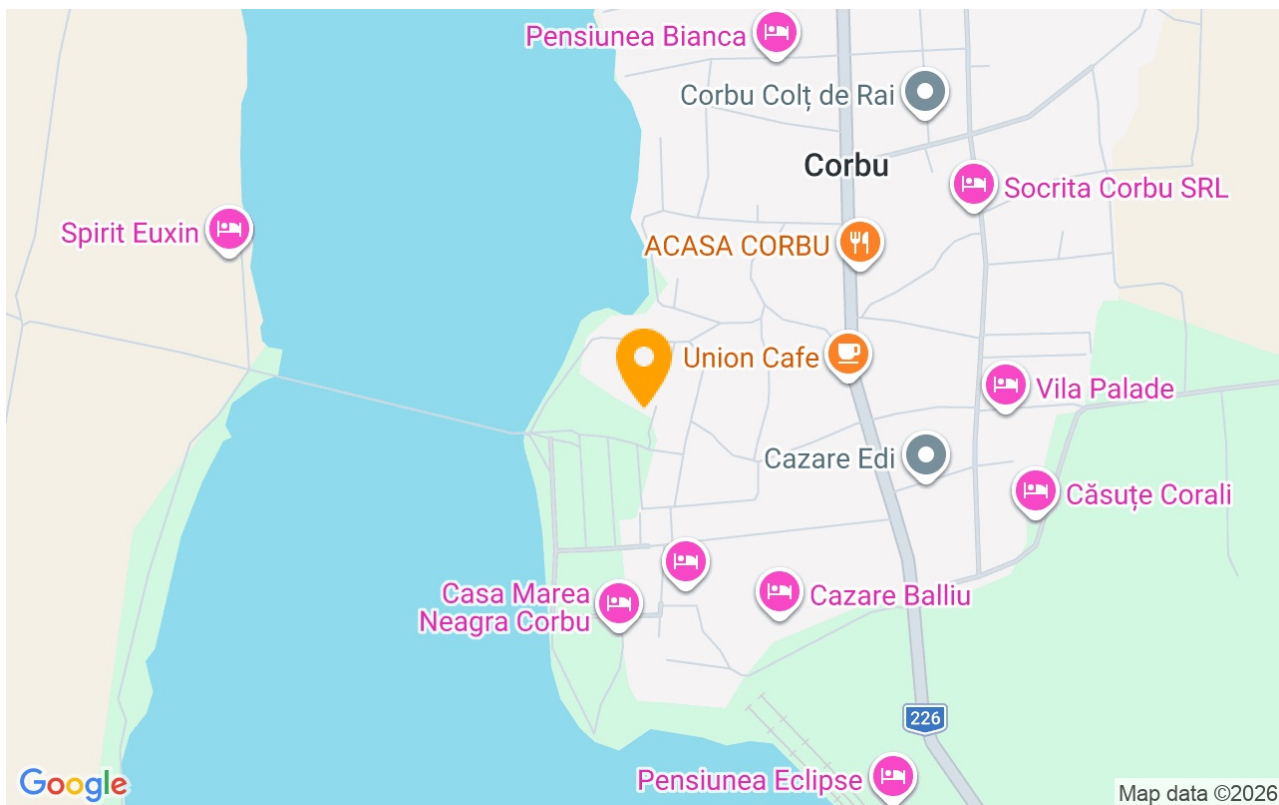 Pensiunea Bianca
Corbu Colț de Rai
Corbu
Socrita Corbu SRL
Spirit Euxin
ACASA CORBU
Union Cafe
Vila Palade
Cazare Edi
Căsuțe Corali
Casa Marea
Neagra Corbu
Cazare Balliu
226
Pensiunea Eclipse
Google
Map data ©2026